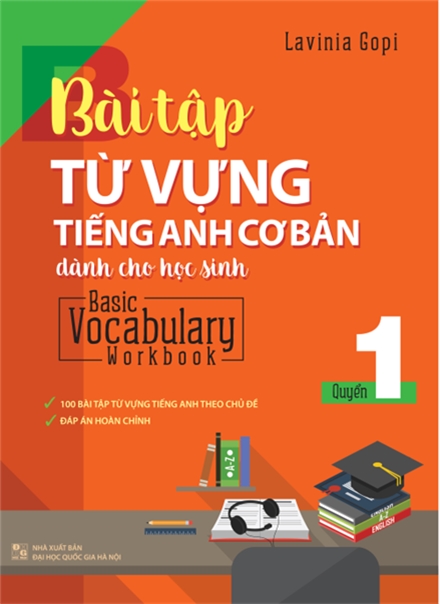 Lavinia Gopi
Bài tập
TỪ VỰNG
TIẾNG ANH CƠ BẢN
dành cho học sinh
Basic
Vocabulary
Workbook
Quyển 1
100 BÀI TẬP TỪ VỰNG TIẾNG ANH THEO CHỦ ĐỀ
ĐÁP ÁN HOÀN CHỈNH
A-Z
A-Z
ENGLISH
NHÀ XUẤT BẢN
ĐẠI HỌC QUỐC GIA HÀ NỘI